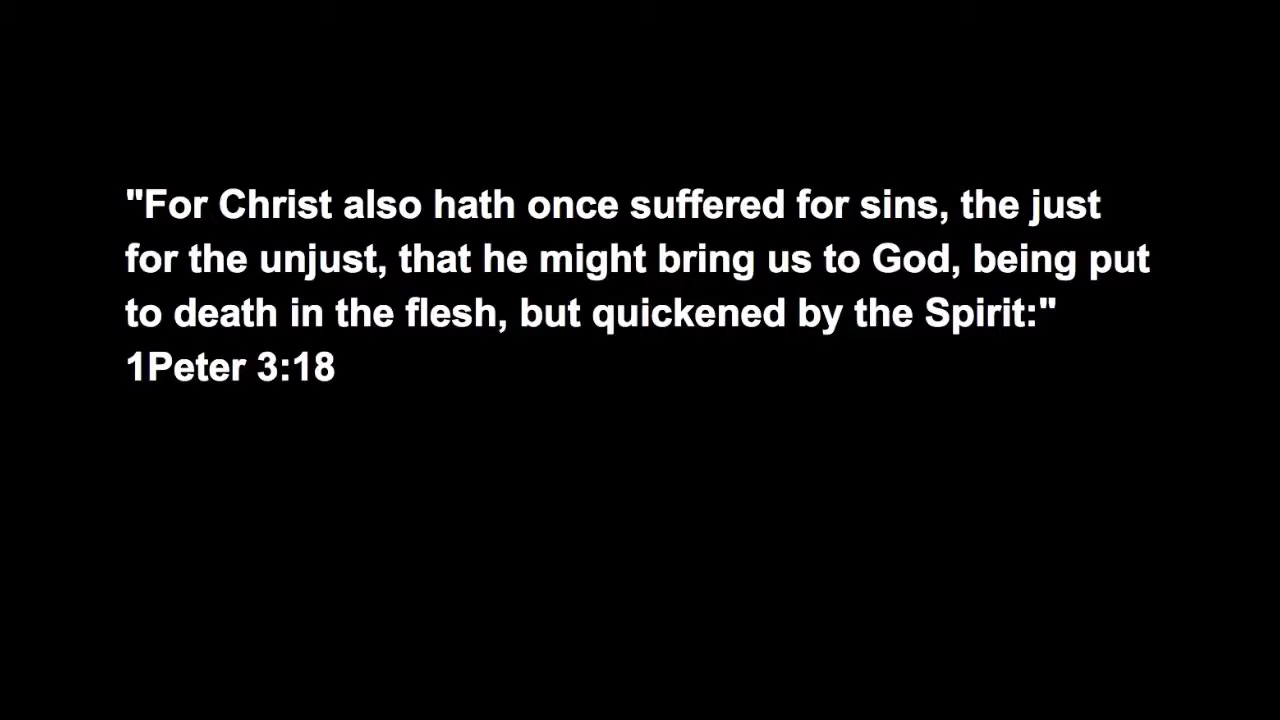 "For Christ also hath once suffered for sins, the just
for the unjust, that he might bring us to God, being put
to death in the flesh, but quickened by the Spirit:"
1Peter 3:18